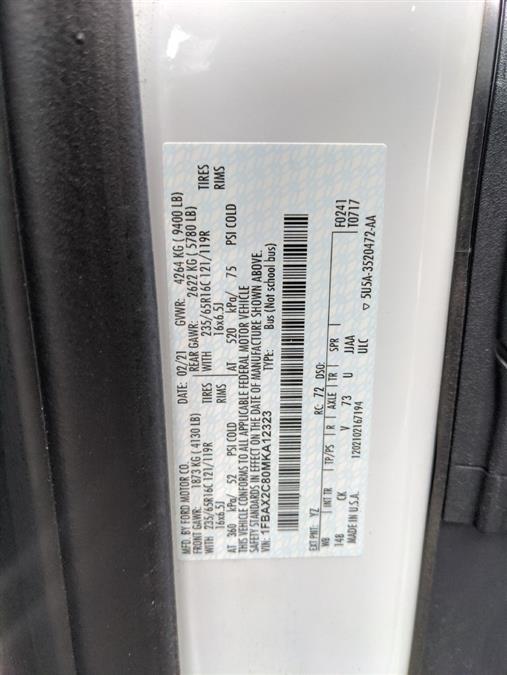 MFD. BY FORD MOTOR CO. DATE: 02/21 GVWR: 4264 KG ( 9400 LB)
FRONT GAWR: 1873 KG ( 4130 LB) REAR GAWR: 2622 KG ( 5780 LB)
WITH 235/65R16C 121/119R TIRES WITH 235/65R16C 121/119R TIRES
16x6.5J RIMS 16x6.5J RIMS
AT 360 kPa/ 52 PSI COLD AT 520 kPa/ 75 PSI COLD
THIS VEHICLE CONFORMS TO ALL APPLICABLE FEDERAL MOTOR VEHICLE
SAFETY STANDARDS IN EFFECT ON THE DATE OF MANUFACTURE SHOWN ABOVE.
VIN: 1FBAX2C80MKA12323 TYPE: Bus (Not school bus)
EXT PNT: YZ RC: 72 DSO: F0241
WB INT TR TP/PS R AXLE TR SPR I0717
148 CK V 73 U JJAA
MADE IN U.S.A. 1202102167194 ULC
▽ 5U5A-3520472-AA